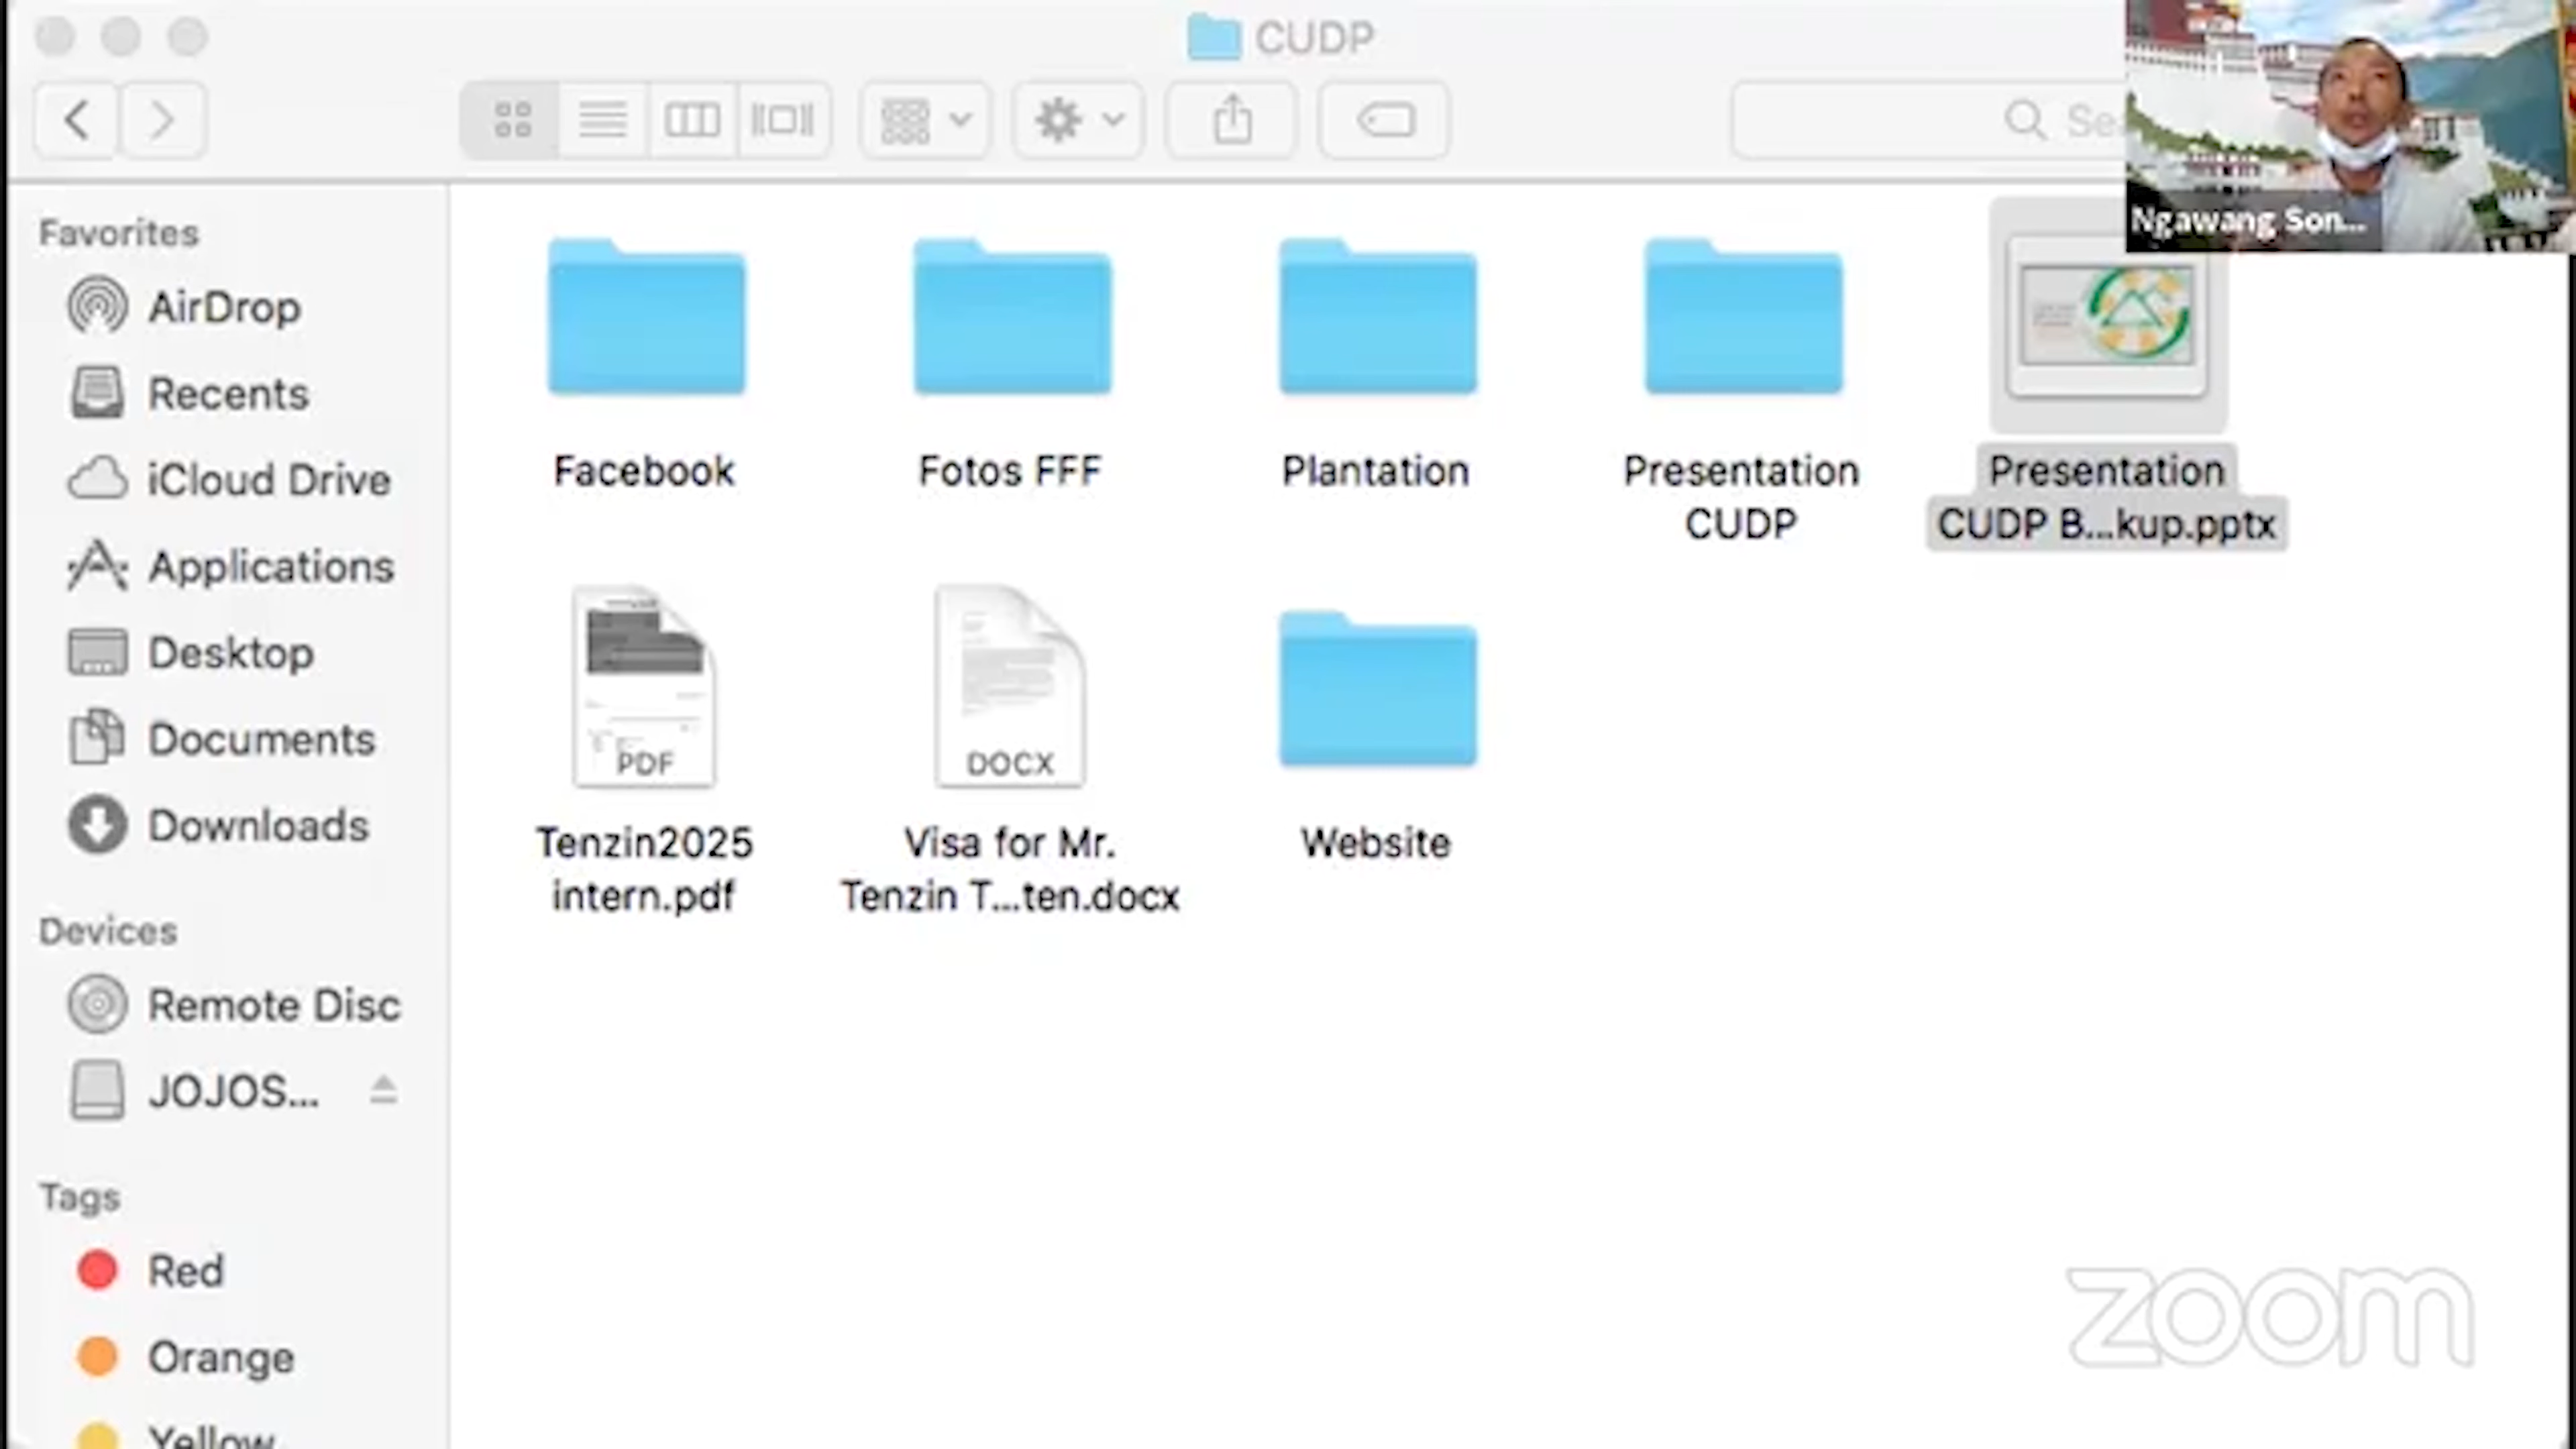 CUDP
Ngawang Son...
Favorites
AirDrop
Recents
iCloud Drive
Applications
Desktop
Documents
Downloads
Devices
Remote Disc
JOJOS...
Tags
Red
Orange
Yellow
Facebook
Fotos FFF
Plantation
Presentation
CUDP
Presentation
CUDP B...kup.pptx
PDF
DOCX
Tenzin2025
intern.pdf
Visa for Mr.
Tenzin T...ten.docx
Website
zoom